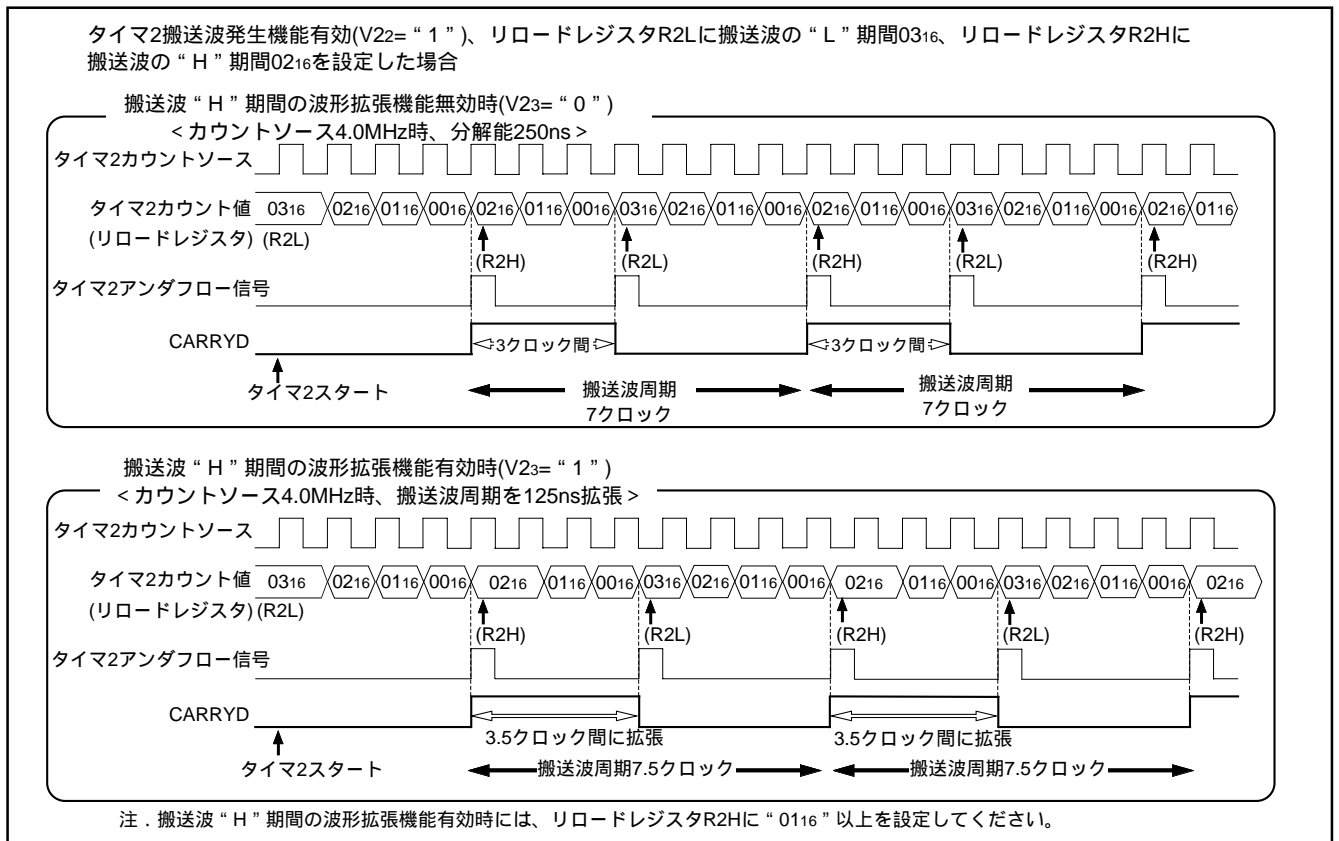 タイマ2搬送波発生機能有効(V22= “ 1 ” )、リロードレジスタR2Lに搬送波の “ L ” 期間0316、リロードレジスタR2Hに
搬送波の “ H ” 期間0216を設定した場合
搬送波 “ H ” 期間の波形拡張機能無効時(V23= “ 0 ” )
＜カウントソース4.0MHz時、分解能250ns＞
タイマ2カウントソース
タイマ2カウント値 0316 0216 0116 0016 0216 0116 0016 0316 0216 0116 0016 0216 0116 0016 0316 0216 0116 0016 0216 0116
(リロードレジスタ) (R2L) (R2H) (R2L) (R2H) (R2L) (R2H)
タイマ2アンダフロー信号
CARRYD 3クロック間 3クロック間
タイマ2スタート 搬送波周期 搬送波周期
7クロック 7クロック
搬送波 “ H ” 期間の波形拡張機能有効時(V23= “ 1 ” )
＜カウントソース4.0MHz時、搬送波周期を125ns拡張＞
タイマ2カウントソース
タイマ2カウント値 0316 0216 0116 0016 0216 0116 0016 0316 0216 0116 0016 0216 0116 0016 0316 0216 0116 0016 0216
(リロードレジスタ) (R2L) (R2H) (R2L) (R2H) (R2L) (R2H)
タイマ2アンダフロー信号
CARRYD
3.5クロック間に拡張 3.5クロック間に拡張
タイマ2スタート 搬送波周期7.5クロック 搬送波周期7.5クロック
注．搬送波 “ H ” 期間の波形拡張機能有効時には、リロードレジスタR2Hに “ 0116 ” 以上を設定してください。